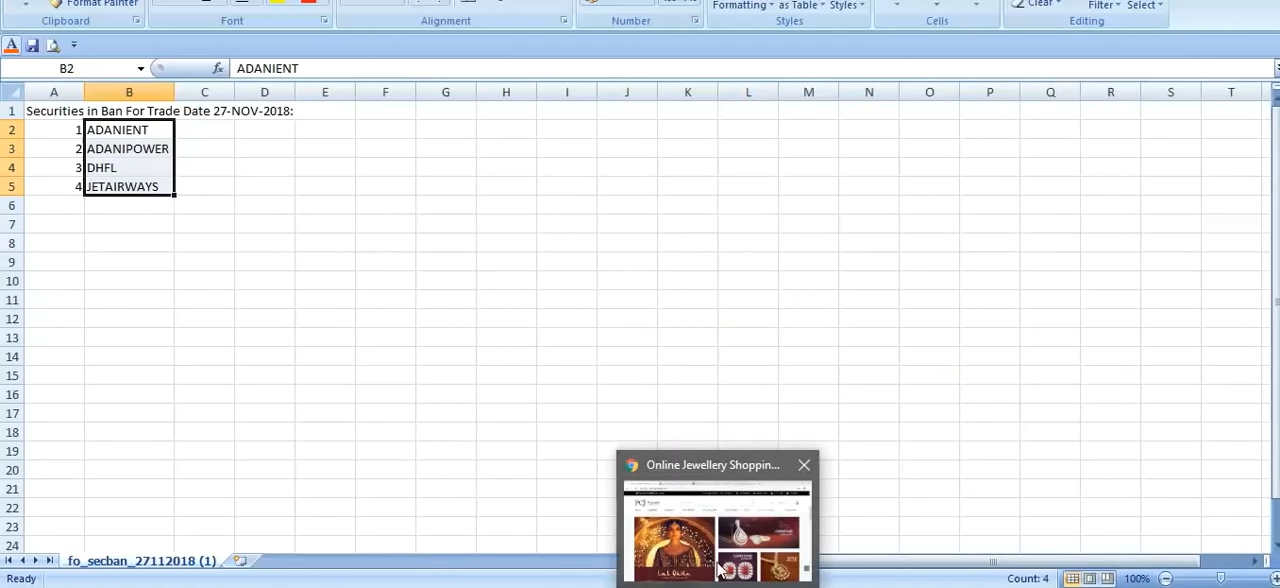 Format Painter
Formatting as Table Styles
Clear Filter Select
Clipboard Font Alignment Number Styles Cells Editing
B2 fx ADANIENT
A B C D E F G H I J K L M N O P Q R S T
1 Securities in Ban For Trade Date 27-NOV-2018:
2 1 ADANIENT
3 2 ADANIPOWER
4 3 DHFL
5 4 JETAIRWAYS
6
7
8
9
10
11
12
13
14
15
16
17
18
19
20
21
22
23
24
Online Jewellery Shoppin...
fo_secban_27112018 (1)
Ready Count: 4 100%